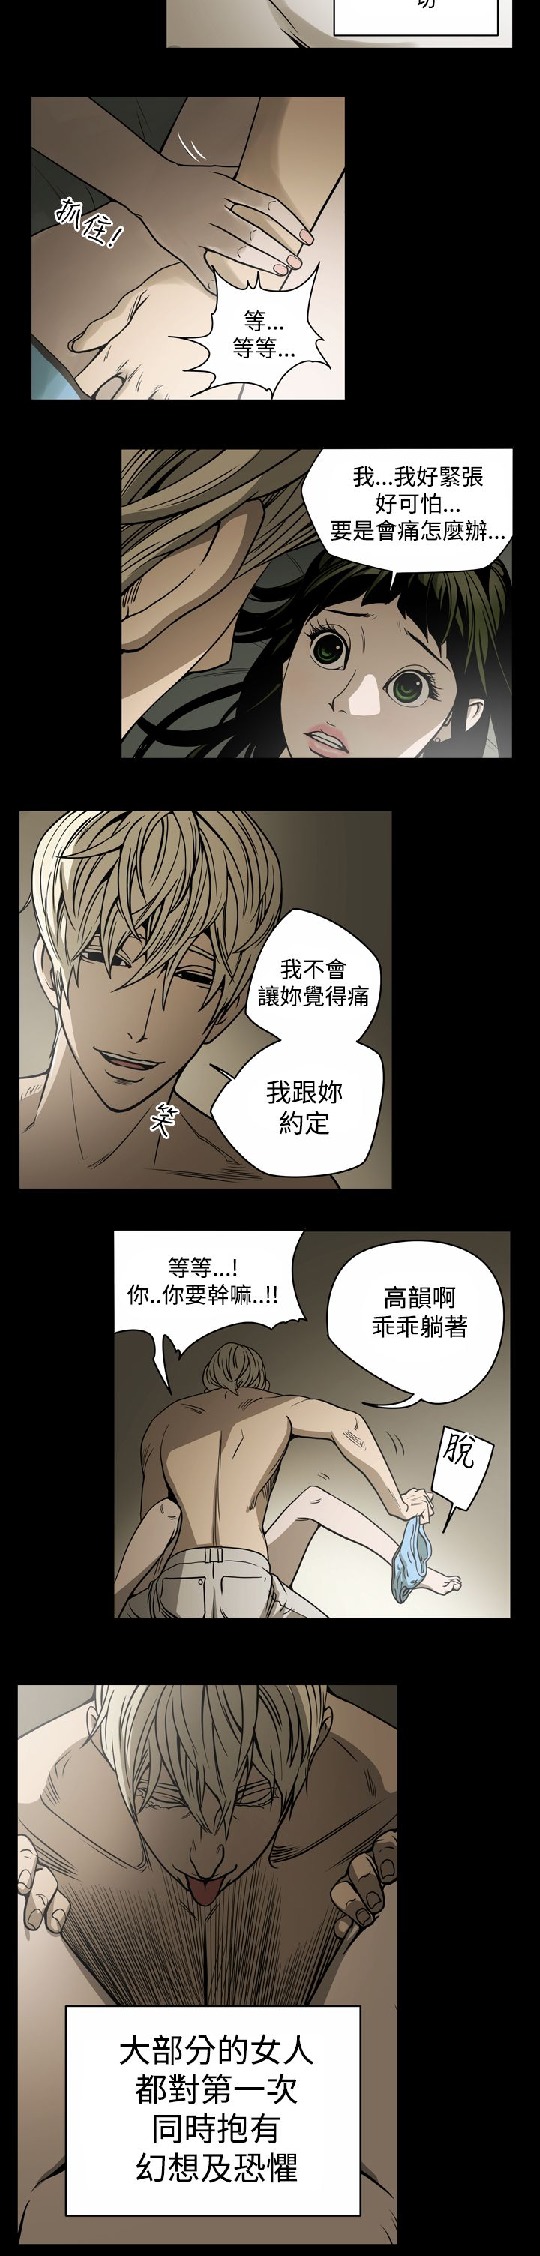 抓住!
等...
等等...
我...我好緊張
好可怕...
要是會痛怎麼辦...
我不會
讓妳覺得痛
我跟妳
約定
笑
等等...!
你..你要幹嘛..!!
高韻啊
乖乖躺著
脫
大部分的女人
都對第一次
同時抱有
幻想及恐懼